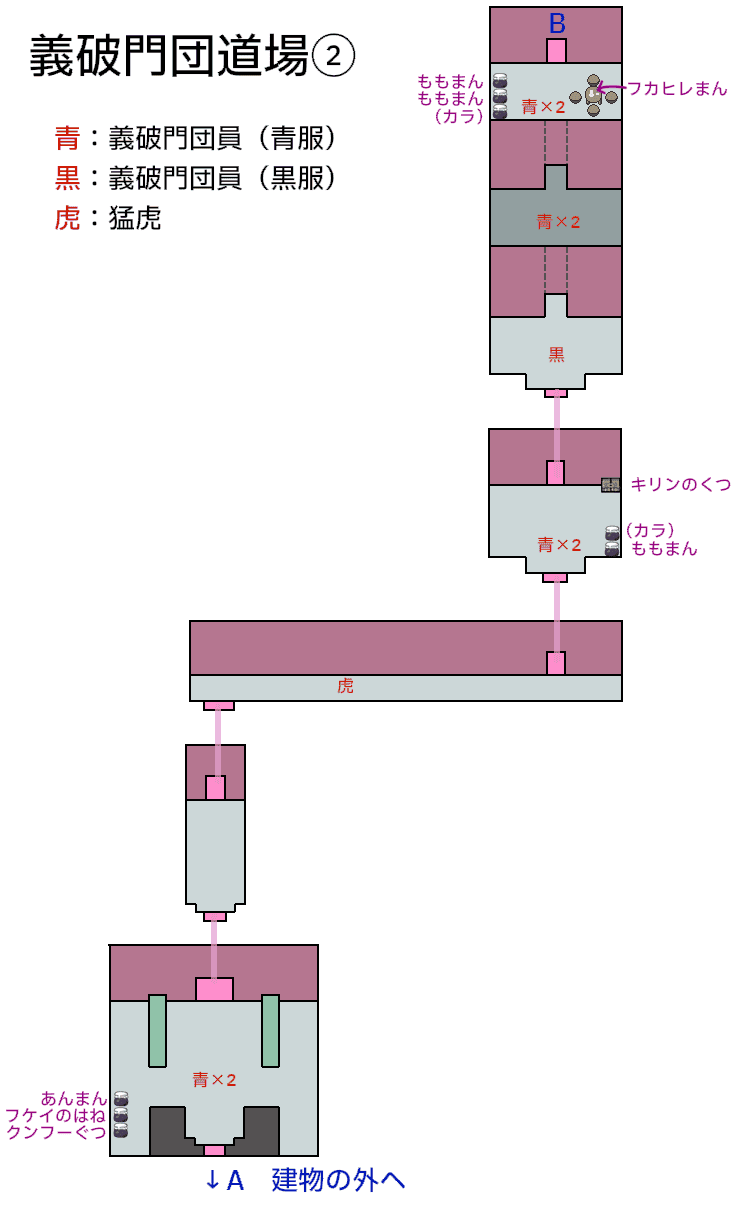 義破門団道場②
青：義破門団員（青服）
黒：義破門団員（黒服）
虎：猛虎
B
ももまん
ももまん
（カラ）
青×2
フカヒレまん
青×2
黒
キリンのくつ
（カラ）
ももまん
青×2
虎
青×2
あんまん
フケイのはね
クンフーぐつ
↓A　建物の外へ